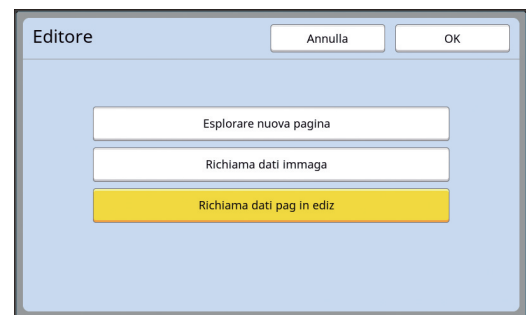 Editore
Annulla
OK
Esplorare nuova pagina
Richiama dati immaga
Richiama dati pag in ediz